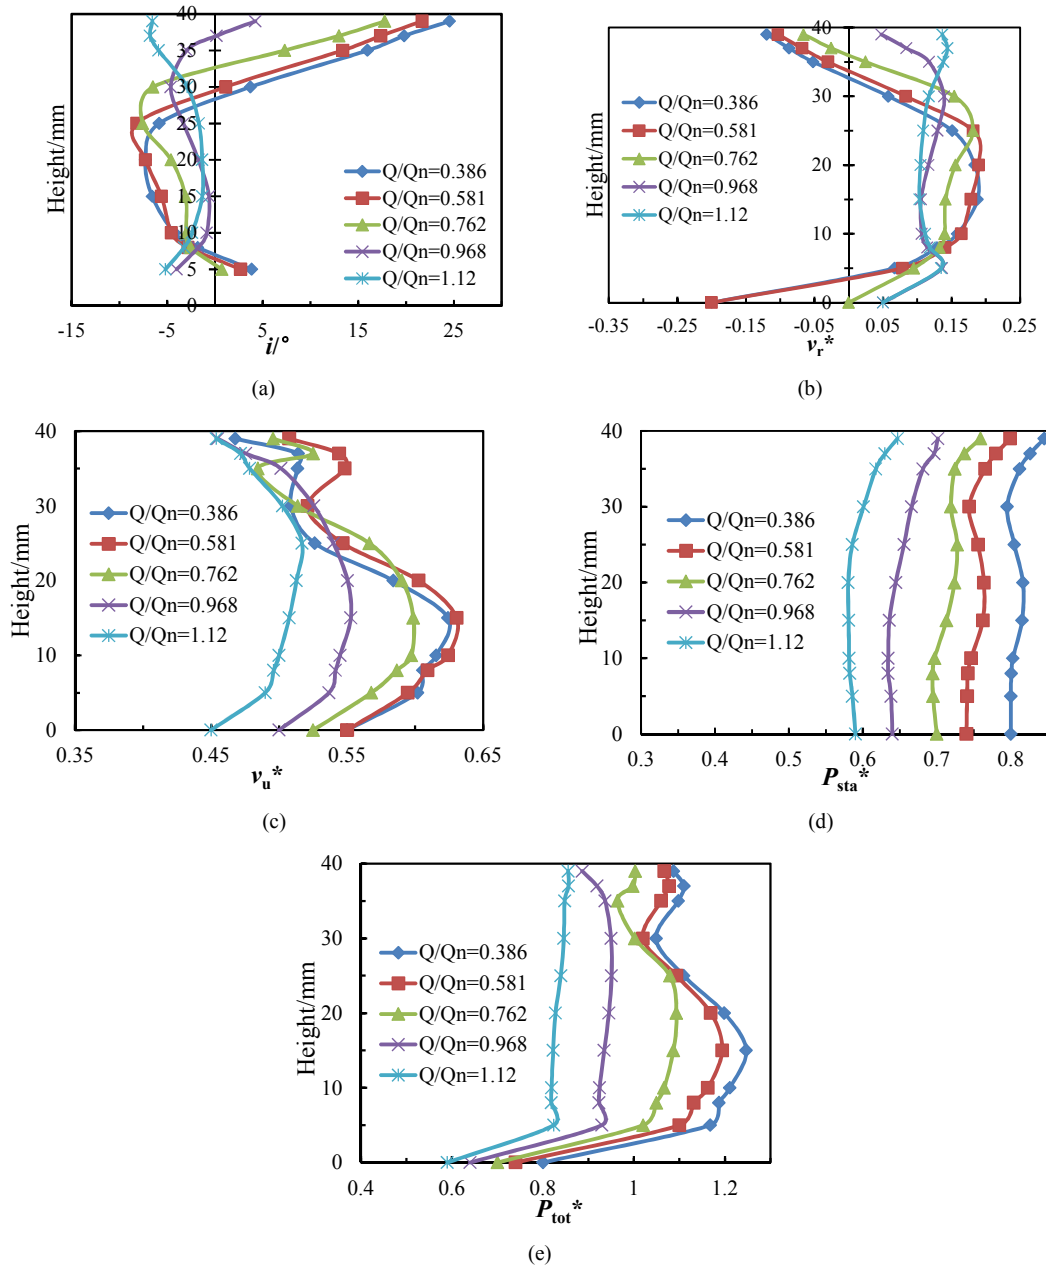 40
35
30
25
20
15
10
5
0
-15
-5
5
15
25
Height/mm
i/°
Q/Qn=0.386
Q/Qn=0.581
Q/Qn=0.762
Q/Qn=0.968
Q/Qn=1.12
(a)
40
30
20
10
0
-0.35
-0.25
-0.15
-0.05
0.05
0.15
0.25
Height/mm
vr*
Q/Qn=0.386
Q/Qn=0.581
Q/Qn=0.762
Q/Qn=0.968
Q/Qn=1.12
(b)
40
30
20
10
0
0.35
0.45
0.55
0.65
Height/mm
vu*
Q/Qn=0.386
Q/Qn=0.581
Q/Qn=0.762
Q/Qn=0.968
Q/Qn=1.12
(c)
40
30
20
10
0
0.3
0.4
0.5
0.6
0.7
0.8
Height/mm
Psta*
Q/Qn=0.386
Q/Qn=0.581
Q/Qn=0.762
Q/Qn=0.968
Q/Qn=1.12
(d)
40
30
20
10
0
0.4
0.6
0.8
1
1.2
Height/mm
Ptot*
Q/Qn=0.386
Q/Qn=0.581
Q/Qn=0.762
Q/Qn=0.968
Q/Qn=1.12
(e)